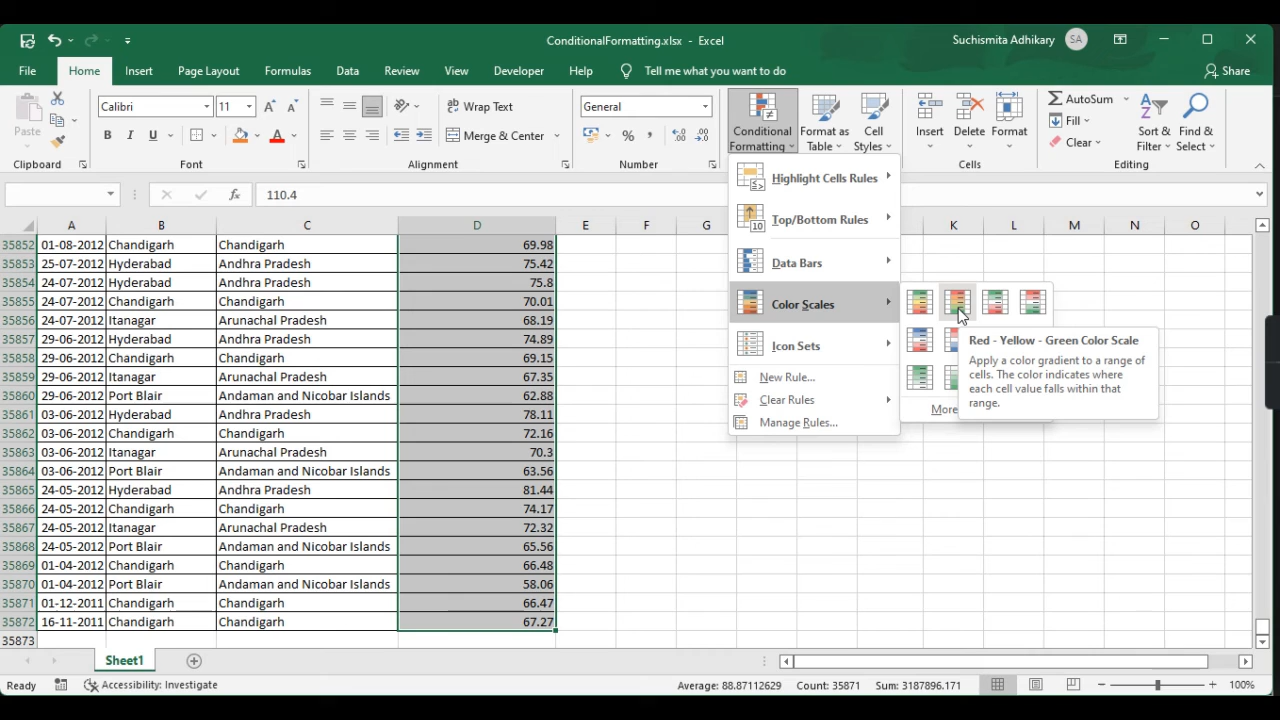 ConditionalFormatting.xlsx - Excel
Suchismita Adhikary SA
File Home Insert Page Layout Formulas Data Review View Developer Help Tell me what you want to do Share
Paste
Calibri 11 A A
B I U A
Wrap Text
Merge & Center
General
%
Conditional Formatting
Format as Table
Cell Styles
Insert Delete Format
AutoSum
Fill
Clear
Sort & Filter
Find & Select
Clipboard Font Alignment Number Cells Editing
fx 110.4
A B C D E F G K L M N O
35852 01-08-2012 Chandigarh Chandigarh 69.98
35853 25-07-2012 Hyderabad Andhra Pradesh 75.42
35854 24-07-2012 Hyderabad Andhra Pradesh 75.8
35855 24-07-2012 Chandigarh Chandigarh 70.01
35856 24-07-2012 Itanagar Arunachal Pradesh 68.19
35857 29-06-2012 Hyderabad Andhra Pradesh 74.89
35858 29-06-2012 Chandigarh Chandigarh 69.15
35859 29-06-2012 Itanagar Arunachal Pradesh 67.35
35860 29-06-2012 Port Blair Andaman and Nicobar Islands 62.88
35861 03-06-2012 Hyderabad Andhra Pradesh 78.11
35862 03-06-2012 Chandigarh Chandigarh 72.16
35863 03-06-2012 Itanagar Arunachal Pradesh 70.3
35864 03-06-2012 Port Blair Andaman and Nicobar Islands 63.56
35865 24-05-2012 Hyderabad Andhra Pradesh 81.44
35866 24-05-2012 Chandigarh Chandigarh 74.17
35867 24-05-2012 Itanagar Arunachal Pradesh 72.32
35868 24-05-2012 Port Blair Andaman and Nicobar Islands 65.56
35869 01-04-2012 Chandigarh Chandigarh 66.48
35870 01-04-2012 Port Blair Andaman and Nicobar Islands 58.06
35871 01-12-2011 Chandigarh Chandigarh 66.47
35872 16-11-2011 Chandigarh Chandigarh 67.27
35873
Highlight Cells Rules
Top/Bottom Rules
Data Bars
Color Scales
Icon Sets
New Rule...
Clear Rules
Manage Rules...
More
Red - Yellow - Green Color Scale
Apply a color gradient to a range of
cells. The color indicates where
each cell value falls within that
range.
Sheet1
Ready Accessibility: Investigate Average: 88.87112629 Count: 35871 Sum: 3187896.171 100%